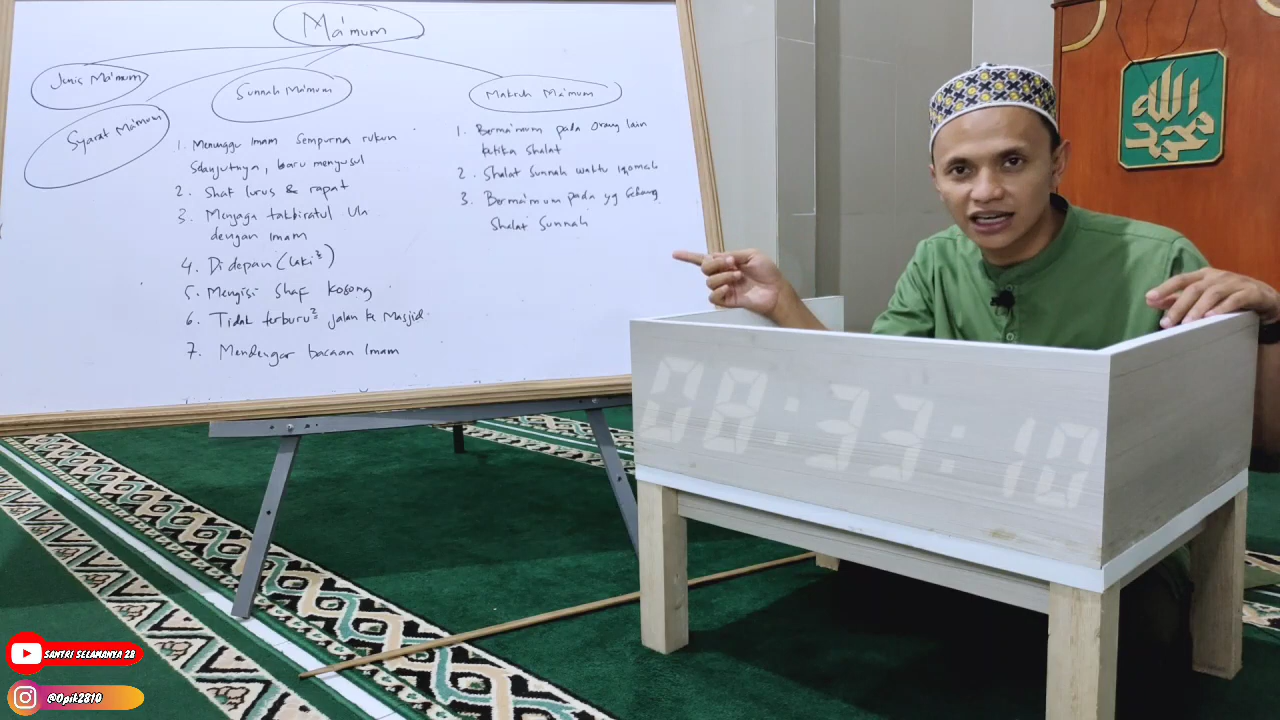 Ma'mum
Jenis Ma'mum
Syarat Ma'mum
Sunnah Ma'mum
1. Menunggu Imam Sempurna rukun
Selanjutnya, baru menyusul
2. Shaf lurus & rapat
3. Menjaga takbiratul Ula
dengan Imam
4. Di depan (laki²)
5. Mengisi Shaf Kosong
6. Tidak terburu² jalan ke Masjid
7. Mendengar bacaan Imam
Makruh Ma'mum
1. Berma'mum pada orang lain
ketika shalat
2. Shalat Sunnah waktu iqomah
3. Berma'mum pada yg Sedang
Shalat Sunnah
الله
محمد
08:33:10
SANTRI SELAMANYA 28
@Opik2810